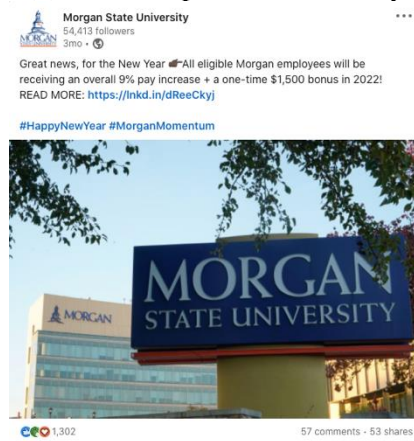 Morgan State University
54,413 followers
3mo •
Great news, for the New Year All eligible Morgan employees will be
receiving an overall 9% pay increase + a one-time $1,500 bonus in 2022!
READ MORE: https://lnkd.in/dReeCkyj
#HappyNewYear #MorganMomentum
MORGAN
STATE UNIVERSITY
MORGAN
1,302
57 comments • 53 shares